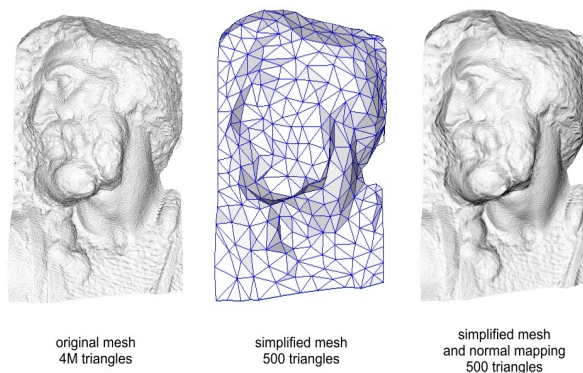 original mesh
4M triangles
simplified mesh
500 triangles
simplified mesh
and normal mapping
500 triangles